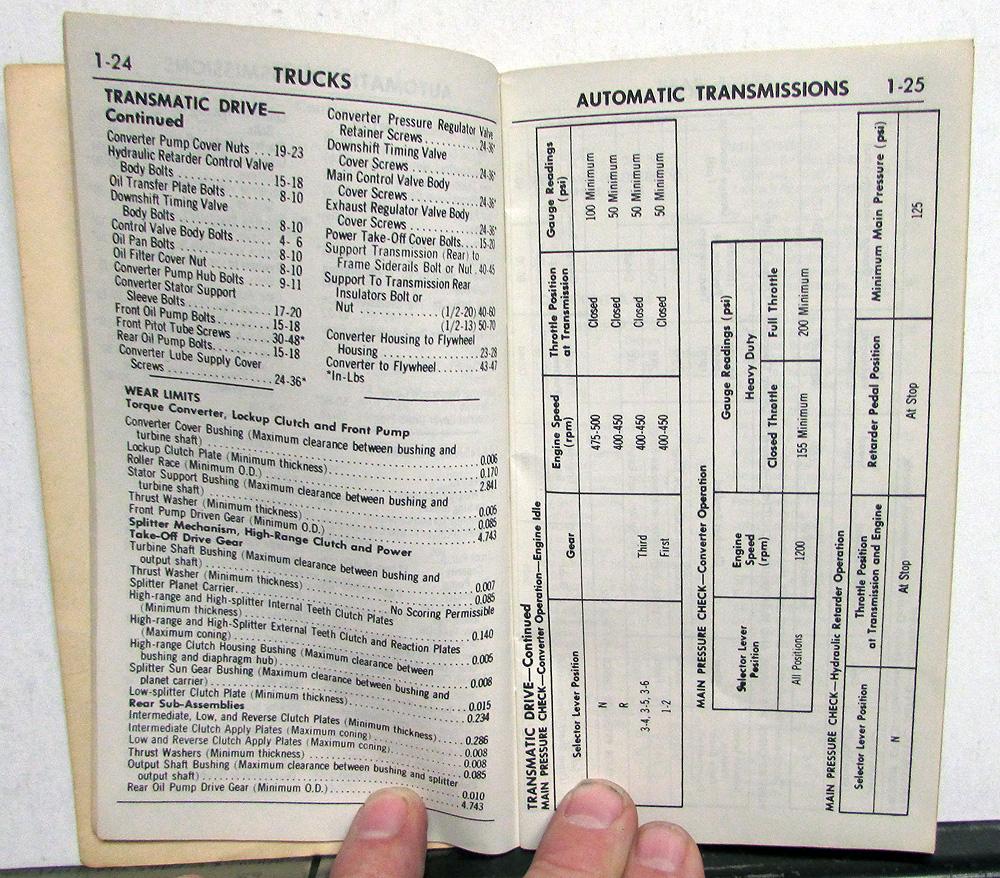 1-24
TRUCKS
TRANSMATIC DRIVE—
Continued
Converter Pump Cover Nuts ... 19-23
Hydraulic Retarder Control Valve
Body Bolts ........ 15-18
Oil Transfer Plate Bolts ...... 8-10
Downshift Timing Valve
Body Bolts ........ 8-10
Control Valve Body Bolts .... 4- 6
Oil Pan Bolts ........ 8-10
Oil Filter Cover Nut ........ 8-10
Converter Pump Hub Bolts ... 9-11
Converter Stator Support
Sleeve Bolts ........ 17-20
Front Oil Pump Bolts ........ 15-18
Front Pitot Tube Screws ..... 30-48*
Rear Oil Pump Bolts ........ 15-18
Converter Lube Supply Cover
Screws ........ 24-36*
Converter Pressure Regulator Valve
Retainer Screws ........ 24-36*
Downshift Timing Valve
Cover Screws ........ 24-36*
Main Control Valve Body
Cover Screws ........ 24-36*
Exhaust Regulator Valve Body
Cover Screws ........ 24-36*
Power Take-Off Cover Bolts.... 15-20
Support Transmission (Rear) to
Frame Siderails Bolt or Nut . 40-45
Support To Transmission Rear
Insulators Bolt or
Nut ........ (1/2-20) 40-60
(1/2-13) 50-70
Converter Housing to Flywheel
Housing ........ 23-28
Converter to Flywheel ........ 43-47
*In-Lbs
WEAR LIMITS
Torque Converter, Lockup Clutch and Front Pump
Converter Cover Bushing (Maximum clearance between bushing and
turbine shaft) ........ 0.006
Lockup Clutch Plate (Minimum thickness) ........ 0.170
Roller Race (Minimum O.D.) ........ 2.841
Stator Support Bushing (Maximum clearance between bushing and
turbine shaft) ........ 0.005
Thrust Washer (Minimum thickness) ........ 0.085
Front Pump Driven Gear (Minimum O.D.) ........ 4.743
Splitter Mechanism, High-Range Clutch and Power
Take-Off Drive Gear
Turbine Shaft Bushing (Maximum clearance between bushing and
output shaft) ........ 0.007
Thrust Washer (Minimum thickness) ........ 0.085
Splitter Planet Carrier ........ No Scoring Permissible
High-range and High-splitter Internal Teeth Clutch Plates
(Minimum thickness) ........ 0.140
High-range and High-Splitter External Teeth Clutch and Reaction Plates
(Maximum coning) ........ 0.005
High-range Clutch Housing Bushing (Maximum clearance between
bushing and diaphragm hub) ........ 0.008
Splitter Sun Gear Bushing (Maximum clearance between bushing and
planet carrier) ........ 0.015
Low-splitter Clutch Plate (Minimum thickness) ........ 0.234
Rear Sub-Assemblies
Intermediate, Low, and Reverse Clutch Plates (Minimum thickness) ..... 0.286
Intermediate Clutch Apply Plates (Maximum coning) ........ 0.008
Low and Reverse Clutch Apply Plates (Maximum coning) ........ 0.008
Thrust Washers (Minimum thickness) ........ 0.085
Output Shaft Bushing (Maximum clearance between bushing and splitter
output shaft) ........ 0.010
Rear Oil Pump Drive Gear (Minimum O.D.) ........ 4.743
AUTOMATIC TRANSMISSIONS
1-25
TRANSMATIC DRIVE—Continued
MAIN PRESSURE CHECK—Converter Operation—Engine Idle
Selector Lever Position Gear Engine Speed (rpm) Throttle Position at Transmission Gauge Readings (psi)
N 475-500 Closed 100 Minimum
R 400-450 Closed 50 Minimum
3-4, 3-5, 3-6 Third 400-450 Closed 50 Minimum
1-2 First 400-450 Closed 50 Minimum
MAIN PRESSURE CHECK—Converter Operation
Selector Lever Position Engine Speed (rpm) Gauge Readings (psi)
Heavy Duty
Closed Throttle Full Throttle
All Positions 1200 155 Minimum 200 Minimum
MAIN PRESSURE CHECK—Hydraulic Retarder Operation
Selector Lever Position Throttle Position at Transmission and Engine Retarder Pedal Position Minimum Main Pressure (psi)
N At Stop At Stop 125